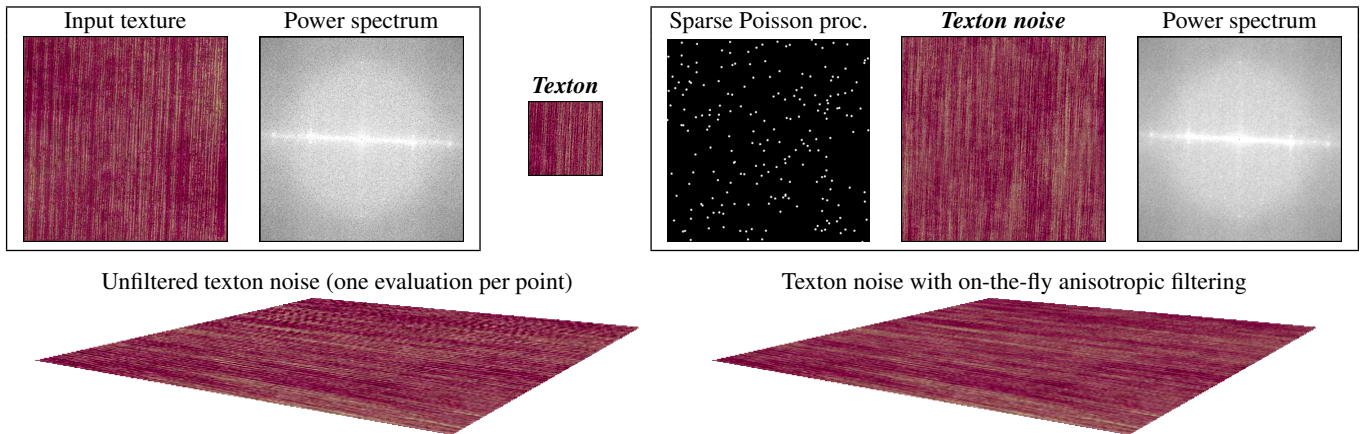 Input texture
Power spectrum
Texton
Sparse Poisson proc.
Texton noise
Power spectrum
Unfiltered texton noise (one evaluation per point)
Texton noise with on-the-fly anisotropic filtering